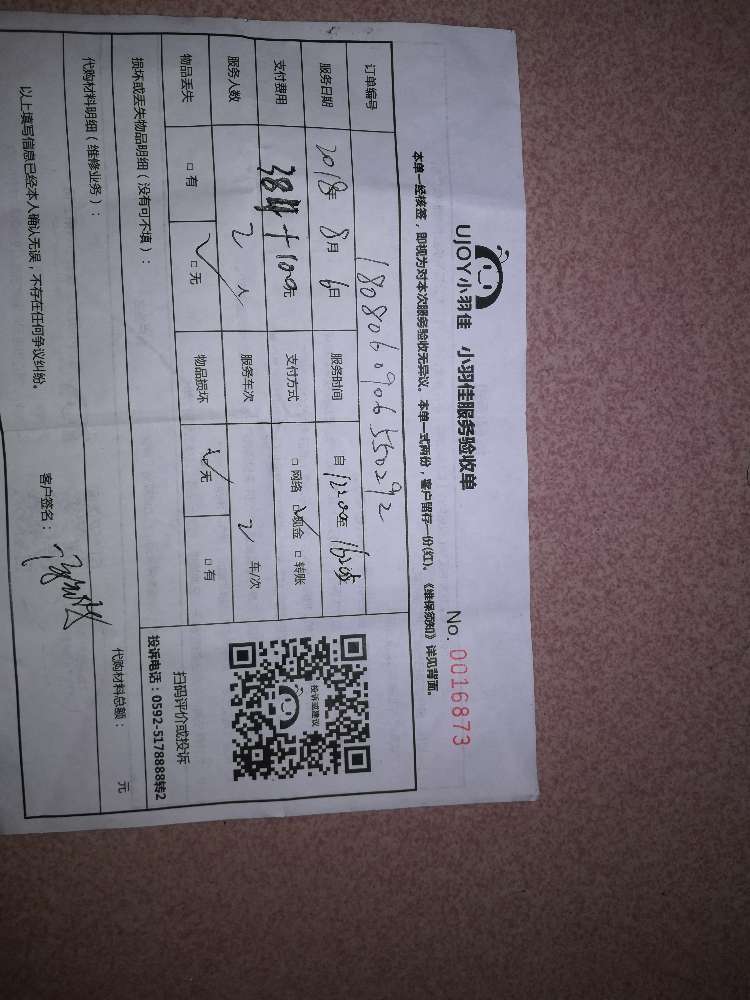 UJOY小羽佳 小羽佳服务验收单
No. 0016873
本单一经核签，即视为对本次服务验收无异议。本单一式两份，客户留存一份(红)。《维保须知》详见背面。
订单编号 1808060906550292
服务日期 2018年 8月 6日 服务时间 自 至
支付费用 +100元 支付方式 □ 网络 ☑ 现金 □ 转账
服务人数 2 人 服务车次 2 车/次
物品丢失 □ 有 ☑ 无 物品损坏 ☑ 无 □ 有
损坏或丢失物品明细（没有可不填）：
投诉或建议
扫码评价或投诉
投诉电话：0592-5178888转2
代购材料明细（维修业务）：
代购材料总额： 元
以上填写信息已经本人确认无误，不存在任何争议纠纷。 客户签名：